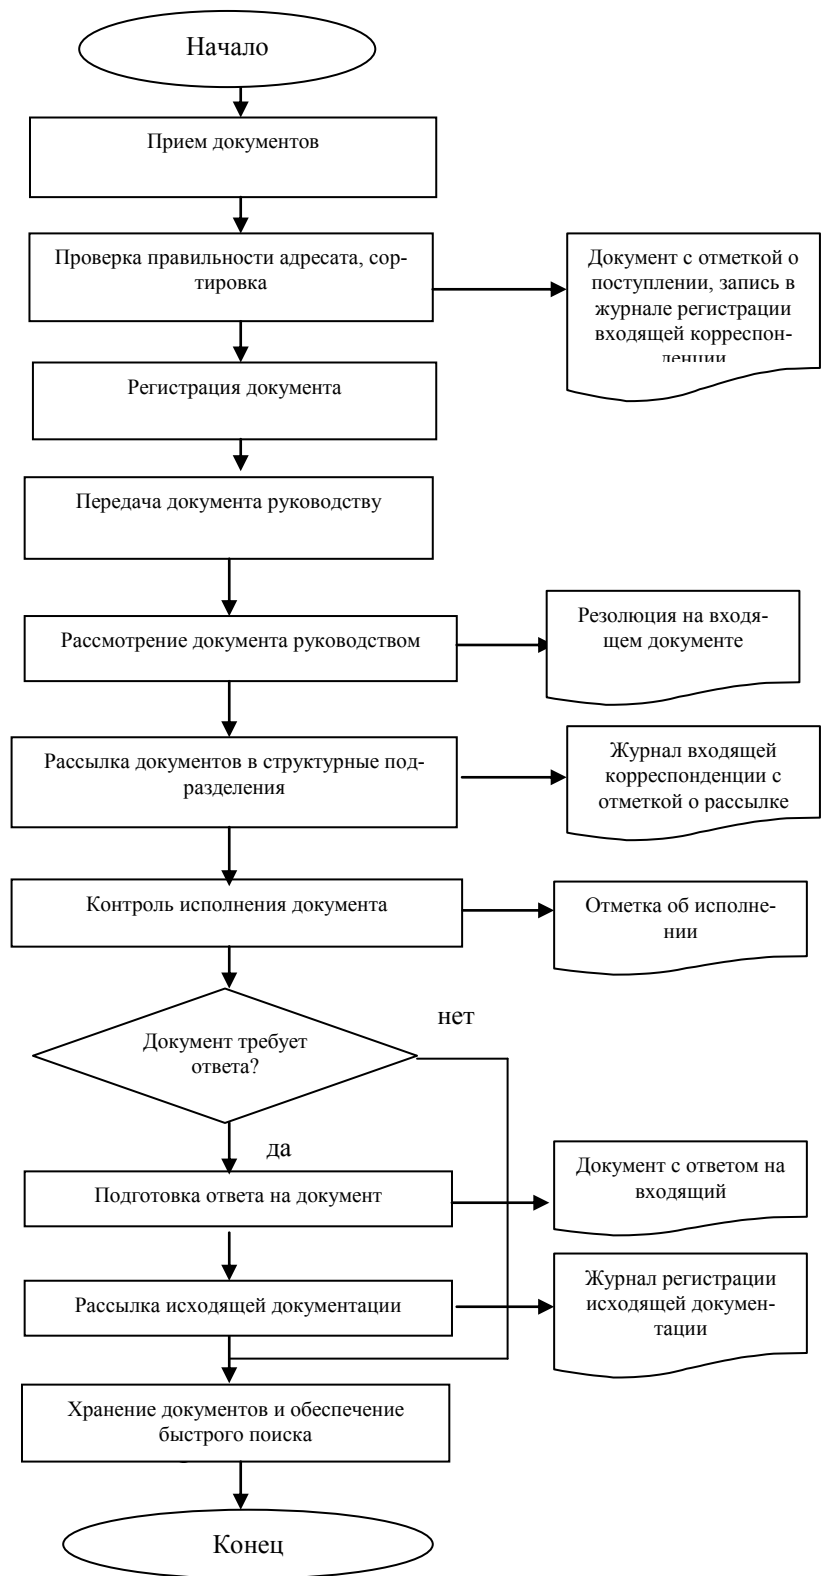 Начало
Прием документов
Проверка правильности адресата, сор-
тировка
Документ с отметкой о
поступлении, запись в
журнале регистрации
входящей корреспон-
денции
Регистрация документа
Передача документа руководству
Рассмотрение документа руководством
Резолюция на входя-
щем документе
Рассылка документов в структурные под-
разделения
Журнал входящей
корреспонденции с
отметкой о рассылке
Контроль исполнения документа
Отметка об исполне-
нии
нет
Документ требует
ответа?
да
Подготовка ответа на документ
Документ с ответом на
входящий
Рассылка исходящей документации
Журнал регистрации
исходящей докумен-
тации
Хранение документов и обеспечение
быстрого поиска
Конец